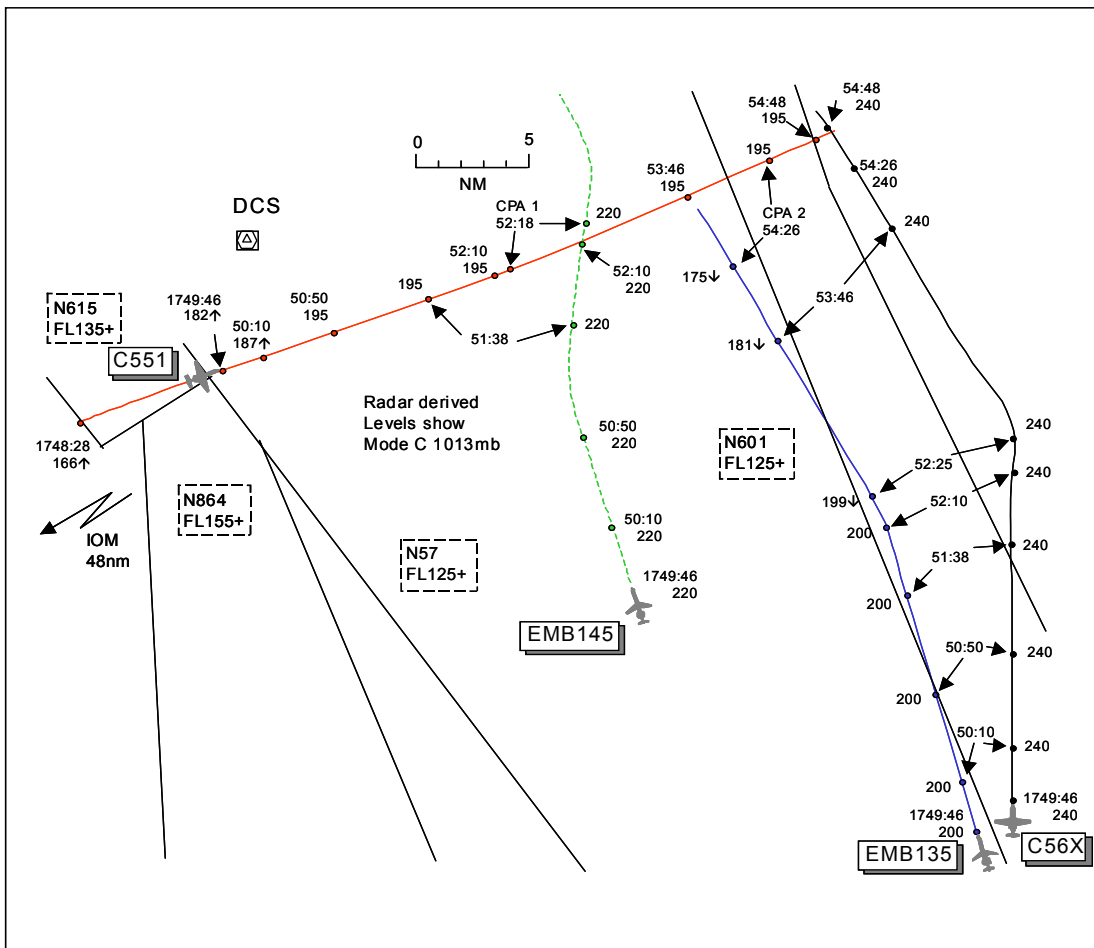 54:48
240
54:48
195
0
5
NM
195
54:26
240
53:46
195
CPA 1
52:18
220
CPA 2
54:26
240
DCS
52:10
195
52:10
220
175↓
53:46
195
N615
FL135+
1749:46
182↑
50:50
195
51:38
220
181↓
50:10
187↑
C551
Radar derived
Levels show
Mode C 1013mb
1748:28
166↑
50:50
220
N601
FL125+
240
52:25
240
N864
FL155+
199↓
52:10
200
IOM
48nm
50:10
220
N57
FL125+
51:38
240
200
1749:46
220
EMB145
50:50
240
200
50:10
240
200
1749:46
240
1749:46
200
EMB135
C56X